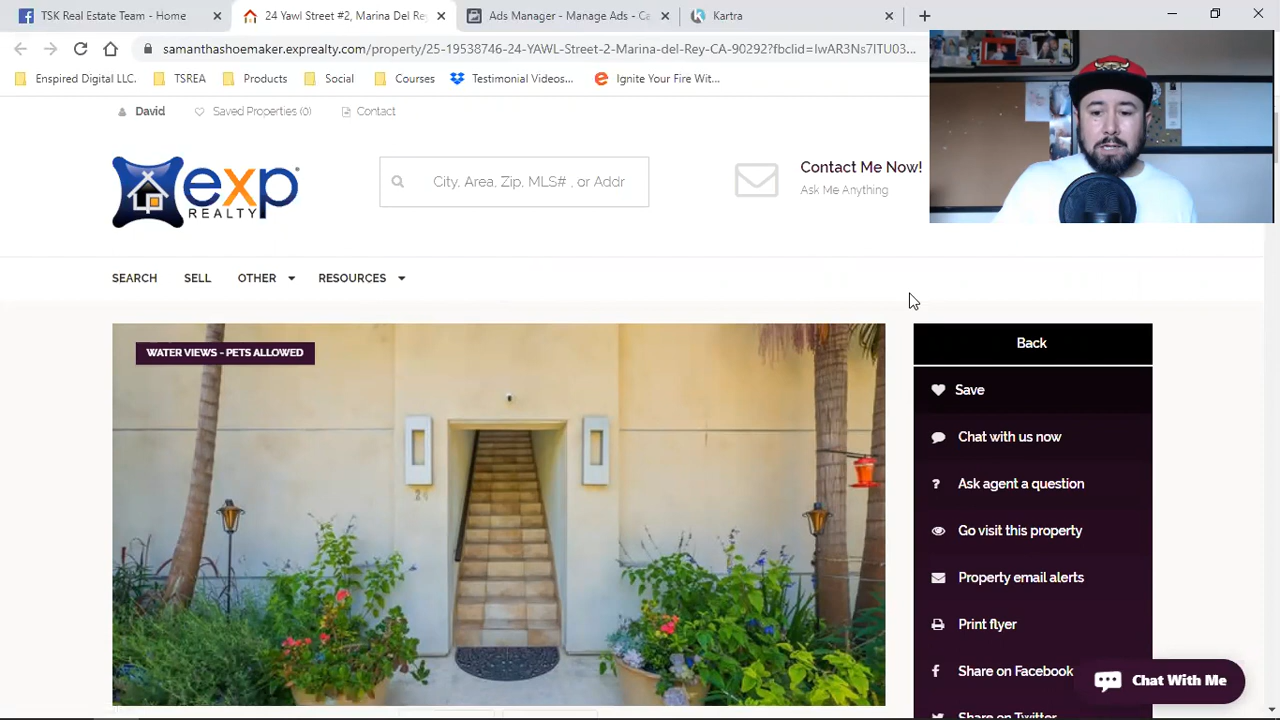 TSK Real Estate Team - Home
24 Yawl Street #2, Marina Del Re
Ads Manager - Manage Ads - Ca
Kartra
samanthashoemaker.exprealty.com/property/25-19538746-24-YAWL-Street-2-Marina-del-Rey-CA-90292?fbclid=IwAR3Ns7ITU03...
Enspired Digital LLC.
TSREA
Products
Social
Courses
Testimonial Videos...
Ignite Your Fire Wit...
David
Saved Properties (0)
Contact
exp
REALTY
City, Area, Zip, MLS# , or Addr
Contact Me Now!
Ask Me Anything
SEARCH
SELL
OTHER
RESOURCES
WATER VIEWS - PETS ALLOWED
24
Back
Save
Chat with us now
Ask agent a question
Go visit this property
Property email alerts
Print flyer
Share on Facebook
Share on Twitter
Chat With Me